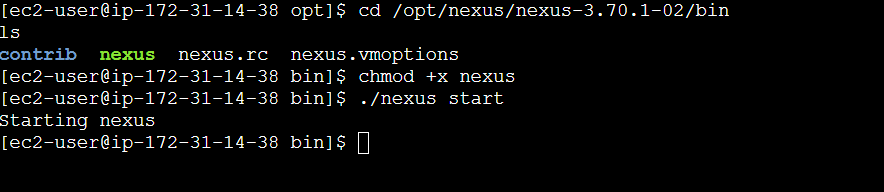 [ec2-user@ip-172-31-14-38 opt]$ cd /opt/nexus/nexus-3.70.1-02/bin
ls
contrib  nexus  nexus.rc  nexus.vmoptions
[ec2-user@ip-172-31-14-38 bin]$ chmod +x nexus
[ec2-user@ip-172-31-14-38 bin]$ ./nexus start
Starting nexus
[ec2-user@ip-172-31-14-38 bin]$